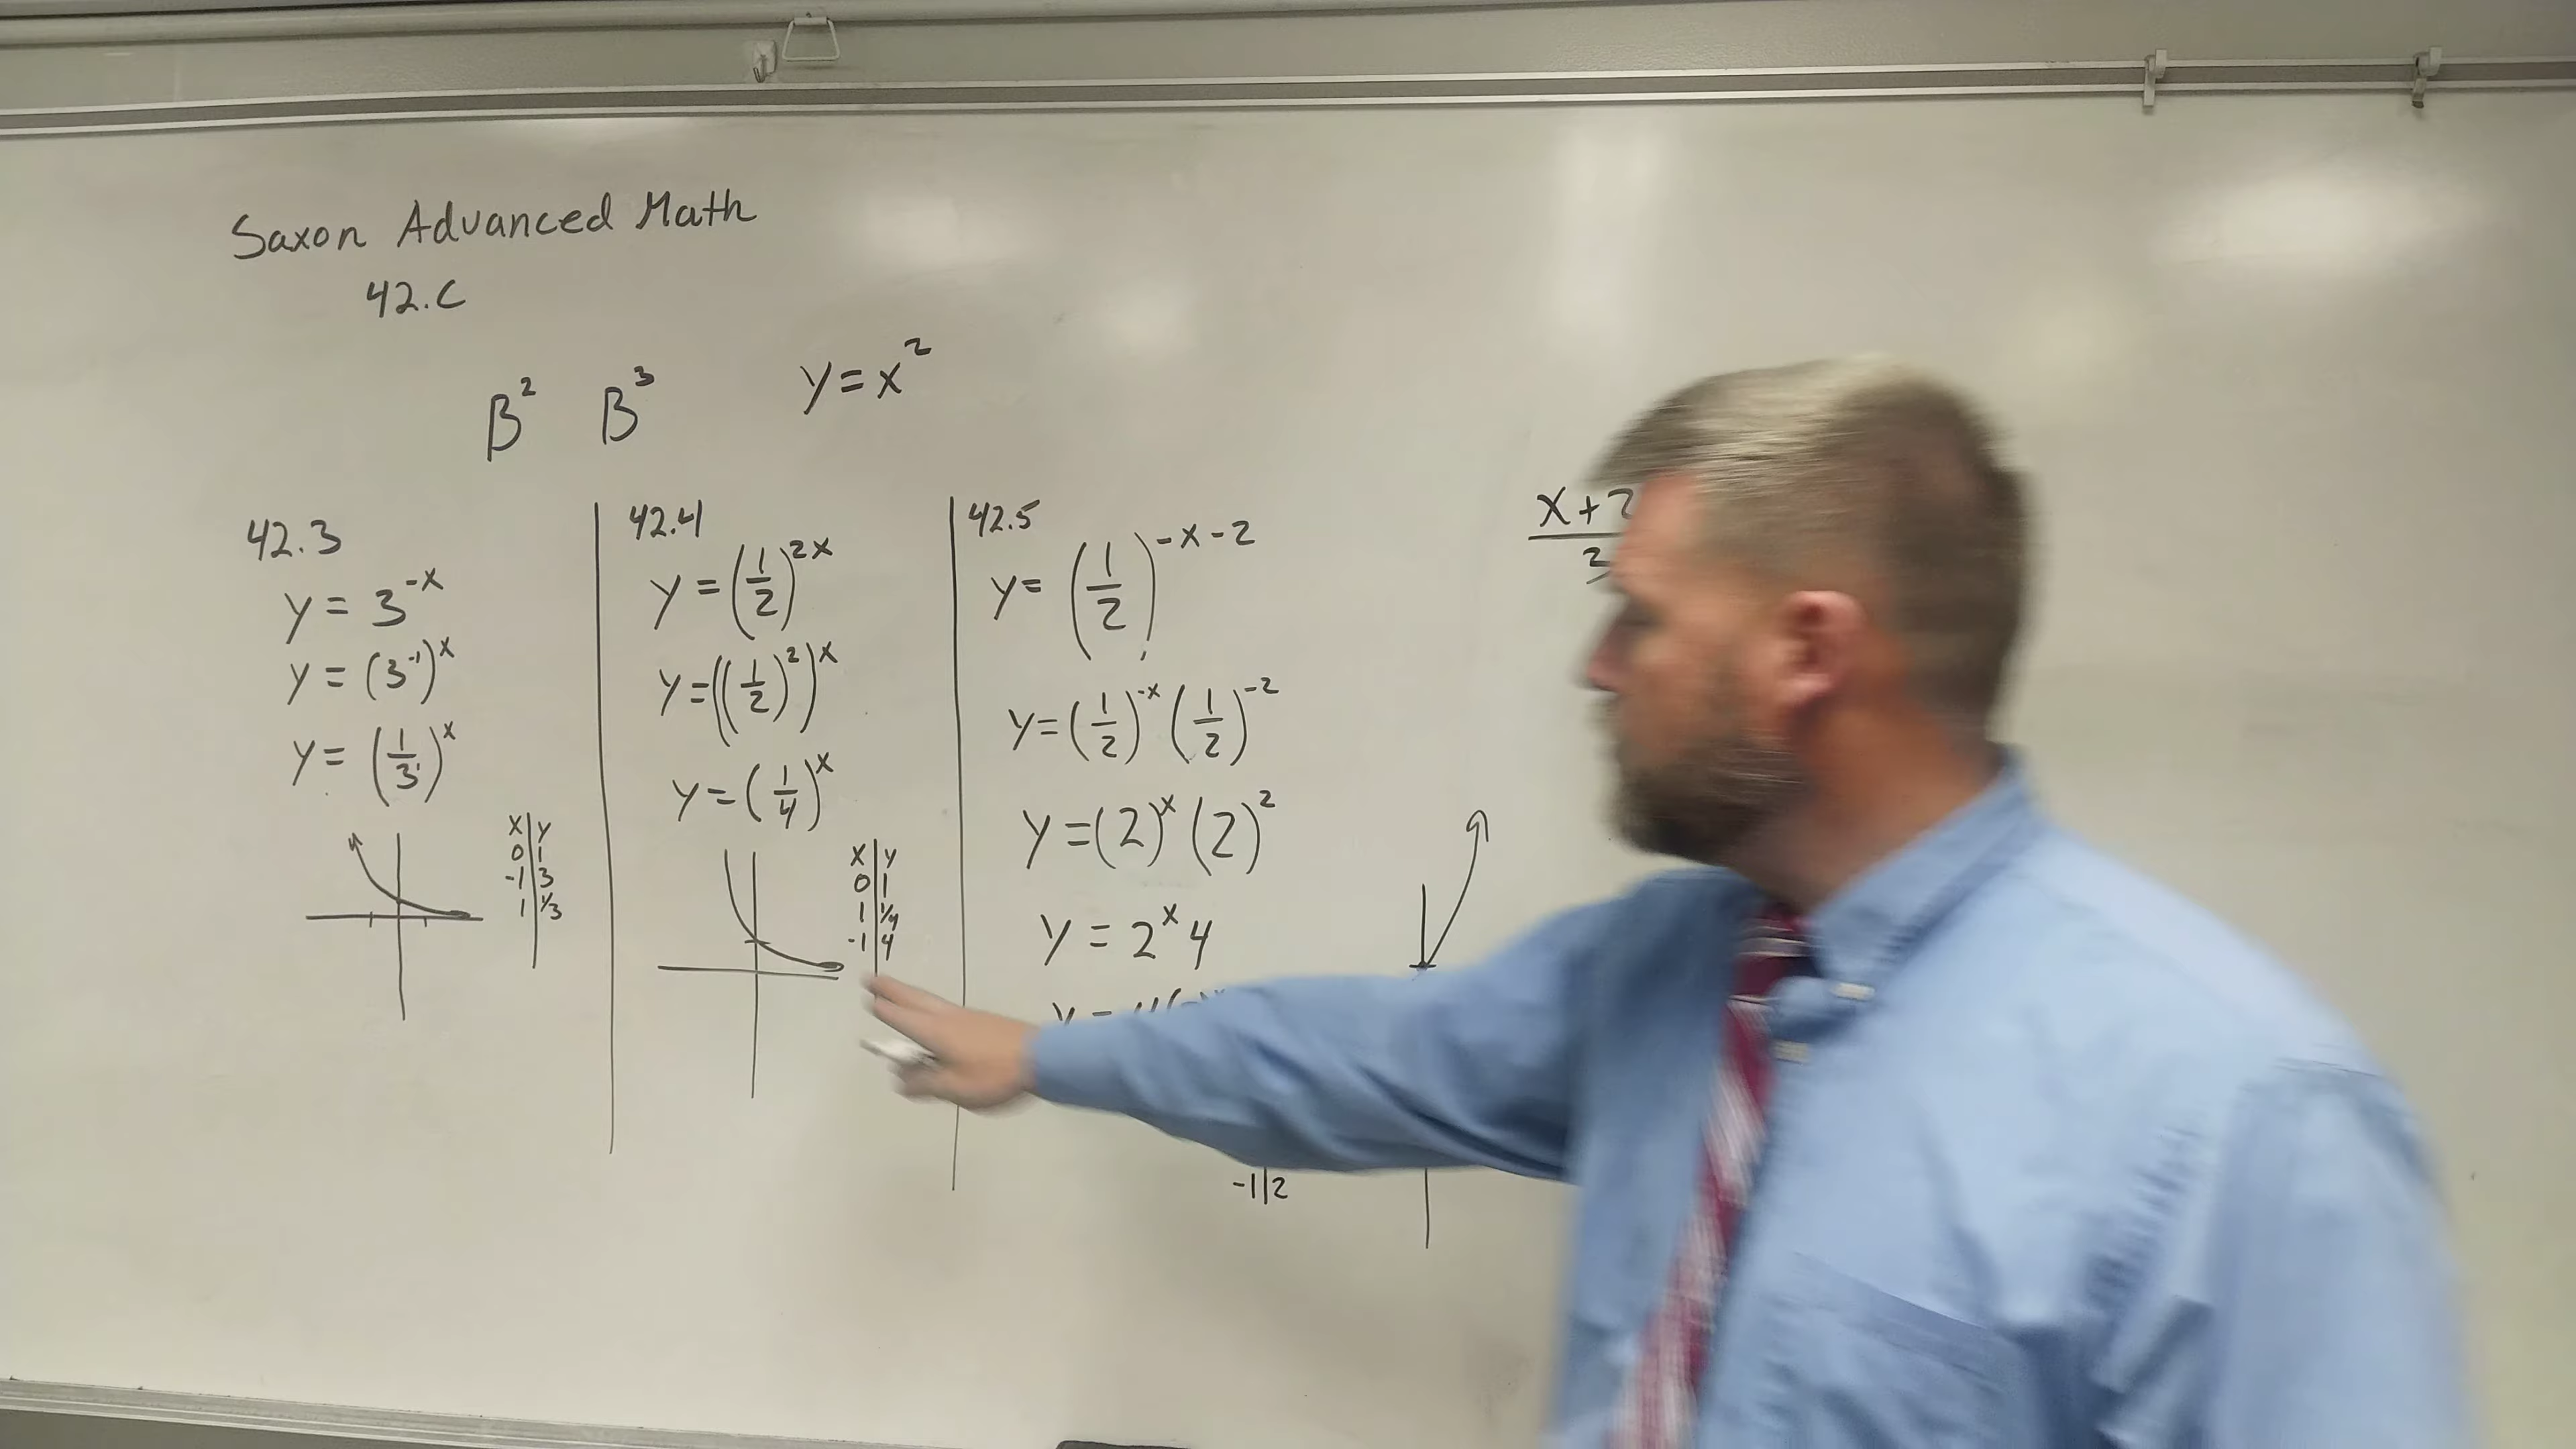 Saxon Advanced Math
42.C
B² B³ y=x²
42.3
y = 3^-x
y = (3^-1)^x
y = (1/3)^x
x|y
0|1
-1|3
1|1/3
42.4
y = (1/2)^2x
y = ((1/2)^2)^x
y = (1/4)^x
x|y
0|1
1|1/4
-1|4
42.5
y = (1/2)^-x-2
y = (1/2)^-x (1/2)^-2
y = (2)^x (2)^2
y = 2^x 4
y =
-1|2
x+